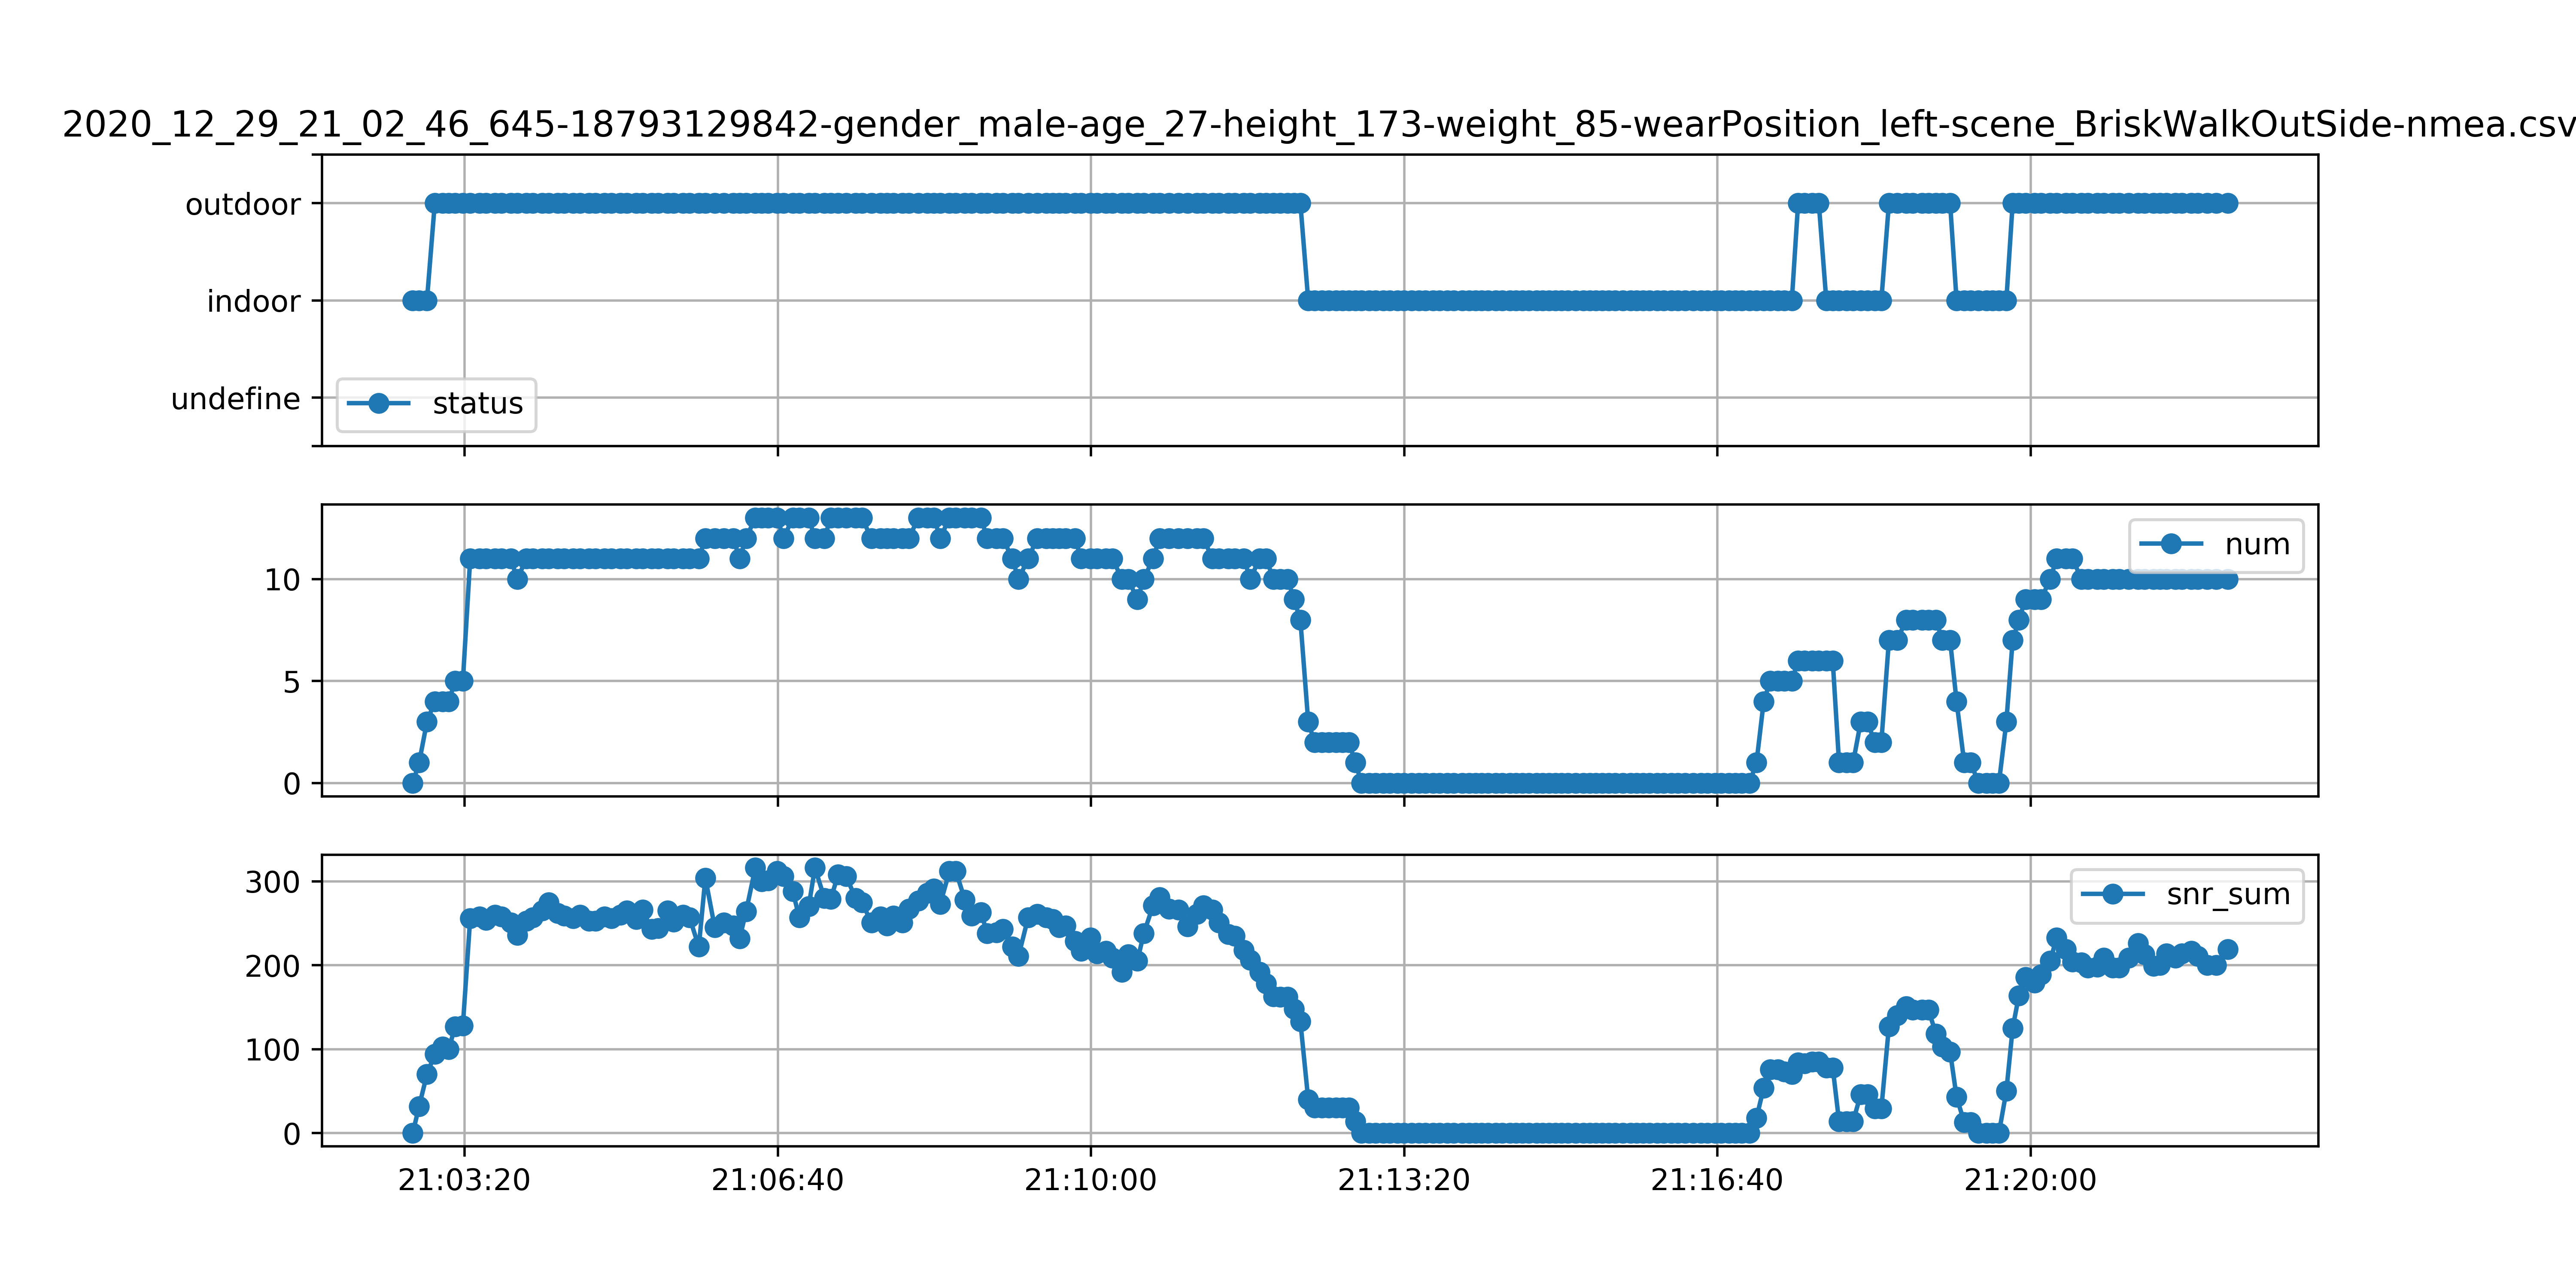 2020_12_29_21_02_46_645-18793129842-gender_male-age_27-height_173-weight_85-wearPosition_left-scene_BriskWalkOutSide-nmea.csv
outdoor
indoor
undefine
status
10
5
0
num
300
200
100
0
snr_sum
21:03:20 21:06:40 21:10:00 21:13:20 21:16:40 21:20:00